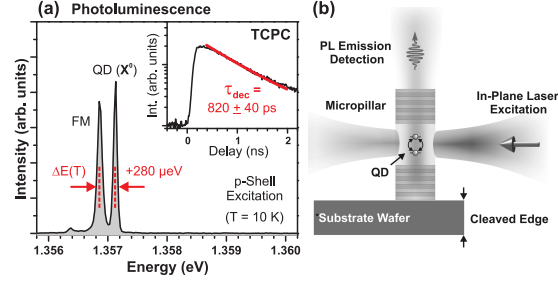 (a) Photoluminescence
Intensity (arb. units)
FM
QD (X⁰)
ΔE(T)
+280 µeV
p-Shell
Excitation
(T = 10 K)
1.356 1.357 1.358 1.359 1.360
Energy (eV)
TCPC
Int. (arb. units)
τdec =
820 ± 40 ps
0 1 2
Delay (ns)
(b)
PL Emission
Detection
Micropillar
In-Plane Laser
Excitation
QD
Substrate Wafer
Cleaved Edge